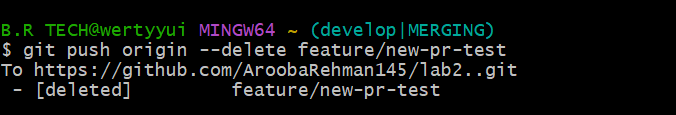 B.R TECH@wertyyui MINGW64 ~ (develop|MERGING)
$ git push origin --delete feature/new-pr-test
To https://github.com/AroobaRehman145/lab2..git
 - [deleted]         feature/new-pr-test